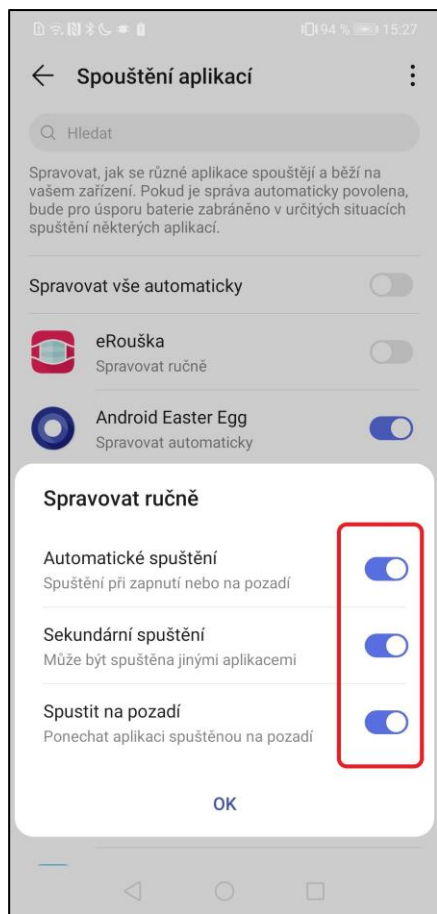 94 % 15:27
Spouštění aplikací
Hledat
Spravovat, jak se různé aplikace spouštějí a běží na
vašem zařízení. Pokud je správa automaticky povolena,
bude pro úsporu baterie zabráněno v určitých situacích
spuštění některých aplikací.
Spravovat vše automaticky
eRouška
Spravovat ručně
Android Easter Egg
Spravovat automaticky
Spravovat ručně
Automatické spuštění
Spuštění při zapnutí nebo na pozadí
Sekundární spuštění
Může být spuštěna jinými aplikacemi
Spustit na pozadí
Ponechat aplikaci spuštěnou na pozadí
OK